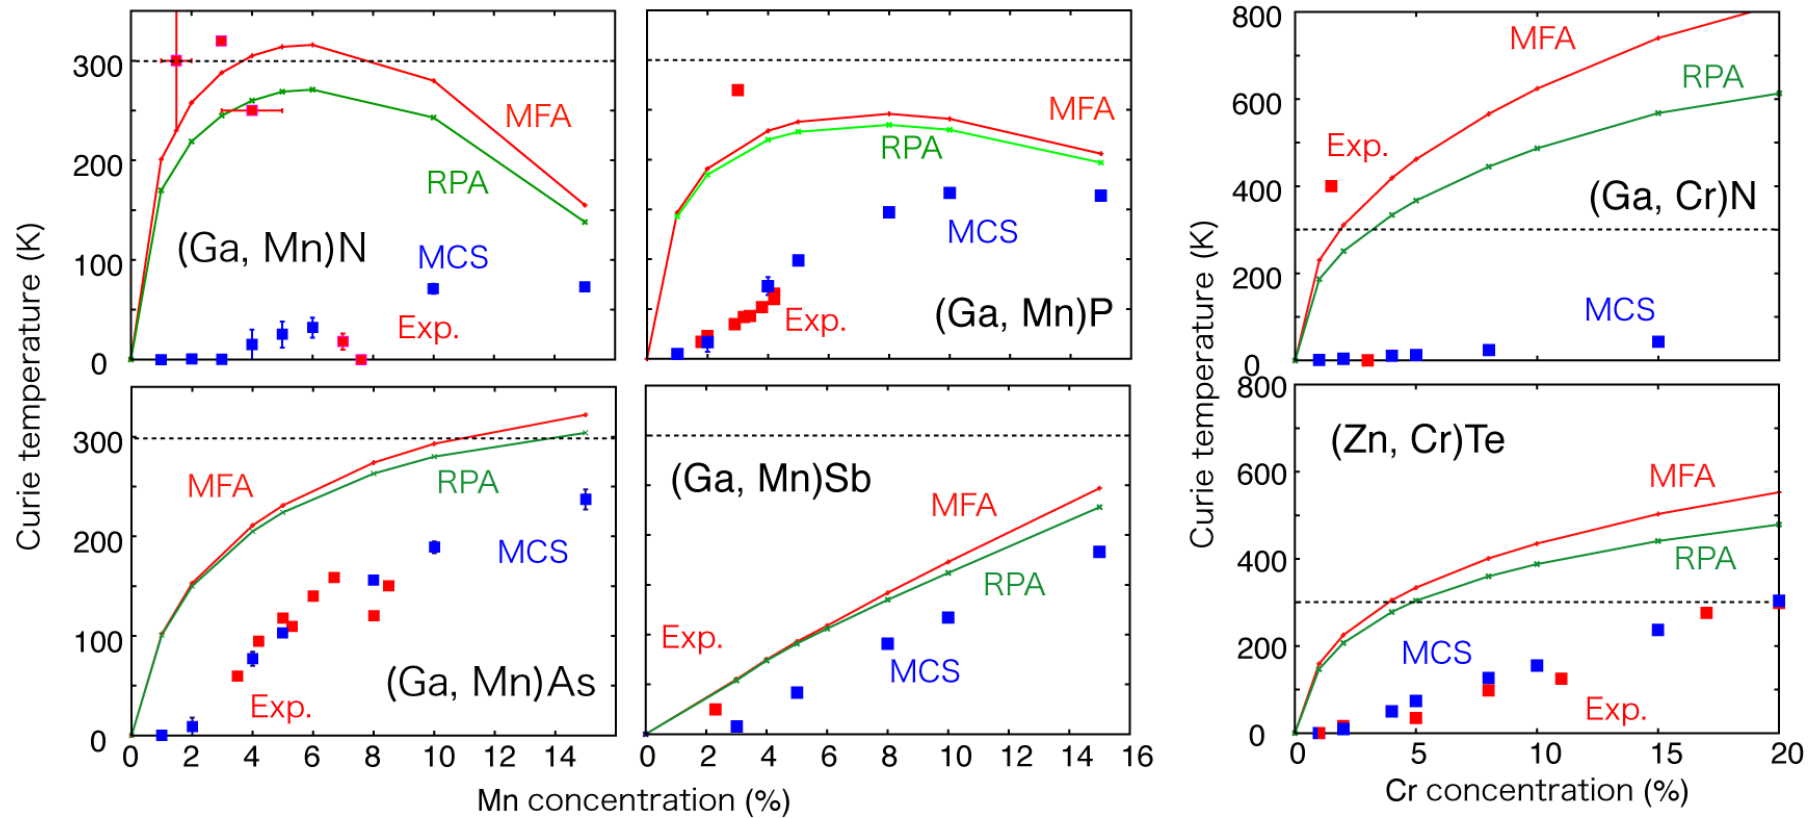 Curie temperature (K)
300
200
100
0
MFA
RPA
(Ga, Mn)N
MCS
Exp.
MFA
RPA
MCS
Exp.
(Ga, Mn)P
300
200
100
0
MFA
RPA
MCS
(Ga, Mn)As
Exp.
0 2 4 6 8 10 12 14
(Ga, Mn)Sb
MFA
RPA
Exp.
MCS
0 2 4 6 8 10 12 14 16
Mn concentration (%)
Curie temperature (K)
800
600
400
200
0
MFA
RPA
Exp.
(Ga, Cr)N
MCS
800
600
400
200
0
(Zn, Cr)Te
MFA
RPA
MCS
Exp.
0 5 10 15 20
Cr concentration (%)